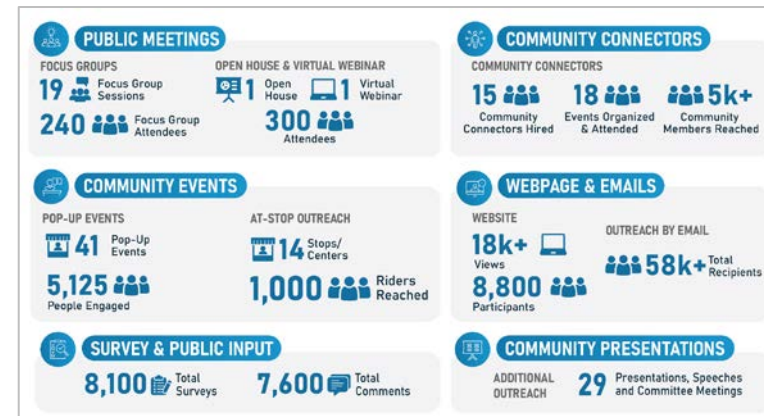 PUBLIC MEETINGS
FOCUS GROUPS
19 Focus Group
Sessions
240 Focus Group
Attendees
OPEN HOUSE & VIRTUAL WEBINAR
1 Open
House
1 Virtual
Webinar
300
Attendees
COMMUNITY CONNECTORS
COMMUNITY CONNECTORS
15
Community
Connectors Hired
18
Events Organized
& Attended
5k+
Community
Members Reached
COMMUNITY EVENTS
POP-UP EVENTS
41 Pop-Up
Events
5,125
People Engaged
AT-STOP OUTREACH
14 Stops/
Centers
1,000 Riders
Reached
WEBPAGE & EMAILS
WEBSITE
18k+
Views
8,800
Participants
OUTREACH BY EMAIL
58k+ Total
Recipients
SURVEY & PUBLIC INPUT
8,100 Total
Surveys
7,600 Total
Comments
COMMUNITY PRESENTATIONS
ADDITIONAL
OUTREACH
29 Presentations, Speeches
and Committee Meetings